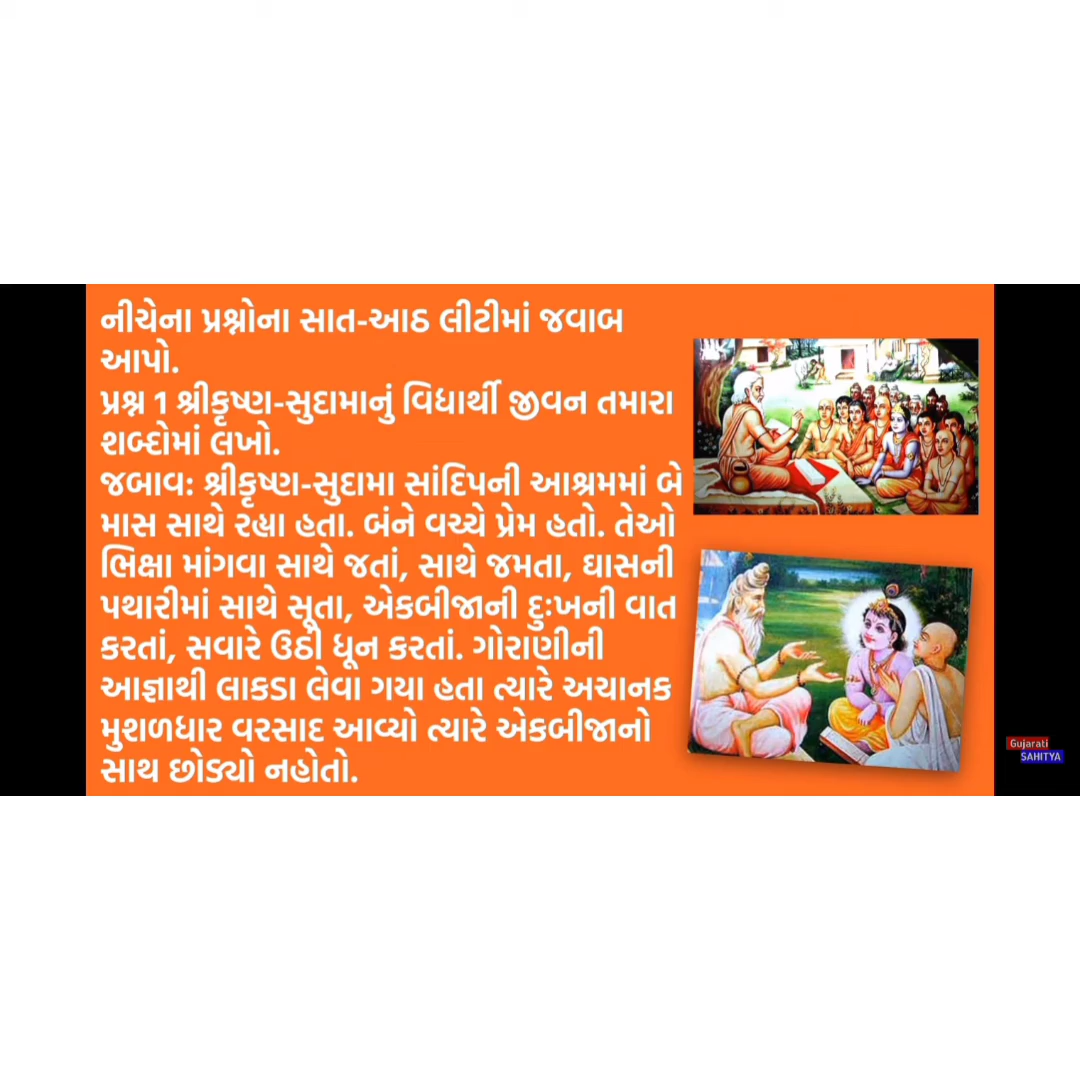 નીચેના પ્રશ્નોના સાત-આઠ લીટીમાં જવાબ
આપો.
પ્રશ્ન 1 શ્રીકૃષ્ણ-સુદામાનું વિદ્યાર્થી જીવન તમારા
શબ્દોમાં લખો.
જબાવ: શ્રીકૃષ્ણ-સુદામા સાંદિપની આશ્રમમાં બે
માસ સાથે રહ્યા હતા. બંને વચ્ચે પ્રેમ હતો. તેઓ
ભિક્ષા માંગવા સાથે જતાં, સાથે જમતા, ઘાસની
પથારીમાં સાથે સૂતા, એકબીજાની દુઃખની વાત
કરતાં, સવારે ઉઠી ધૂન કરતાં. ગોરાણીની
આજ્ઞાથી લાકડા લેવા ગયા હતા ત્યારે અચાનક
મુશળધાર વરસાદ આવ્યો ત્યારે એકબીજાનો
સાથ છોડ્યો નહોતો.
Gujarati
SAHITYA